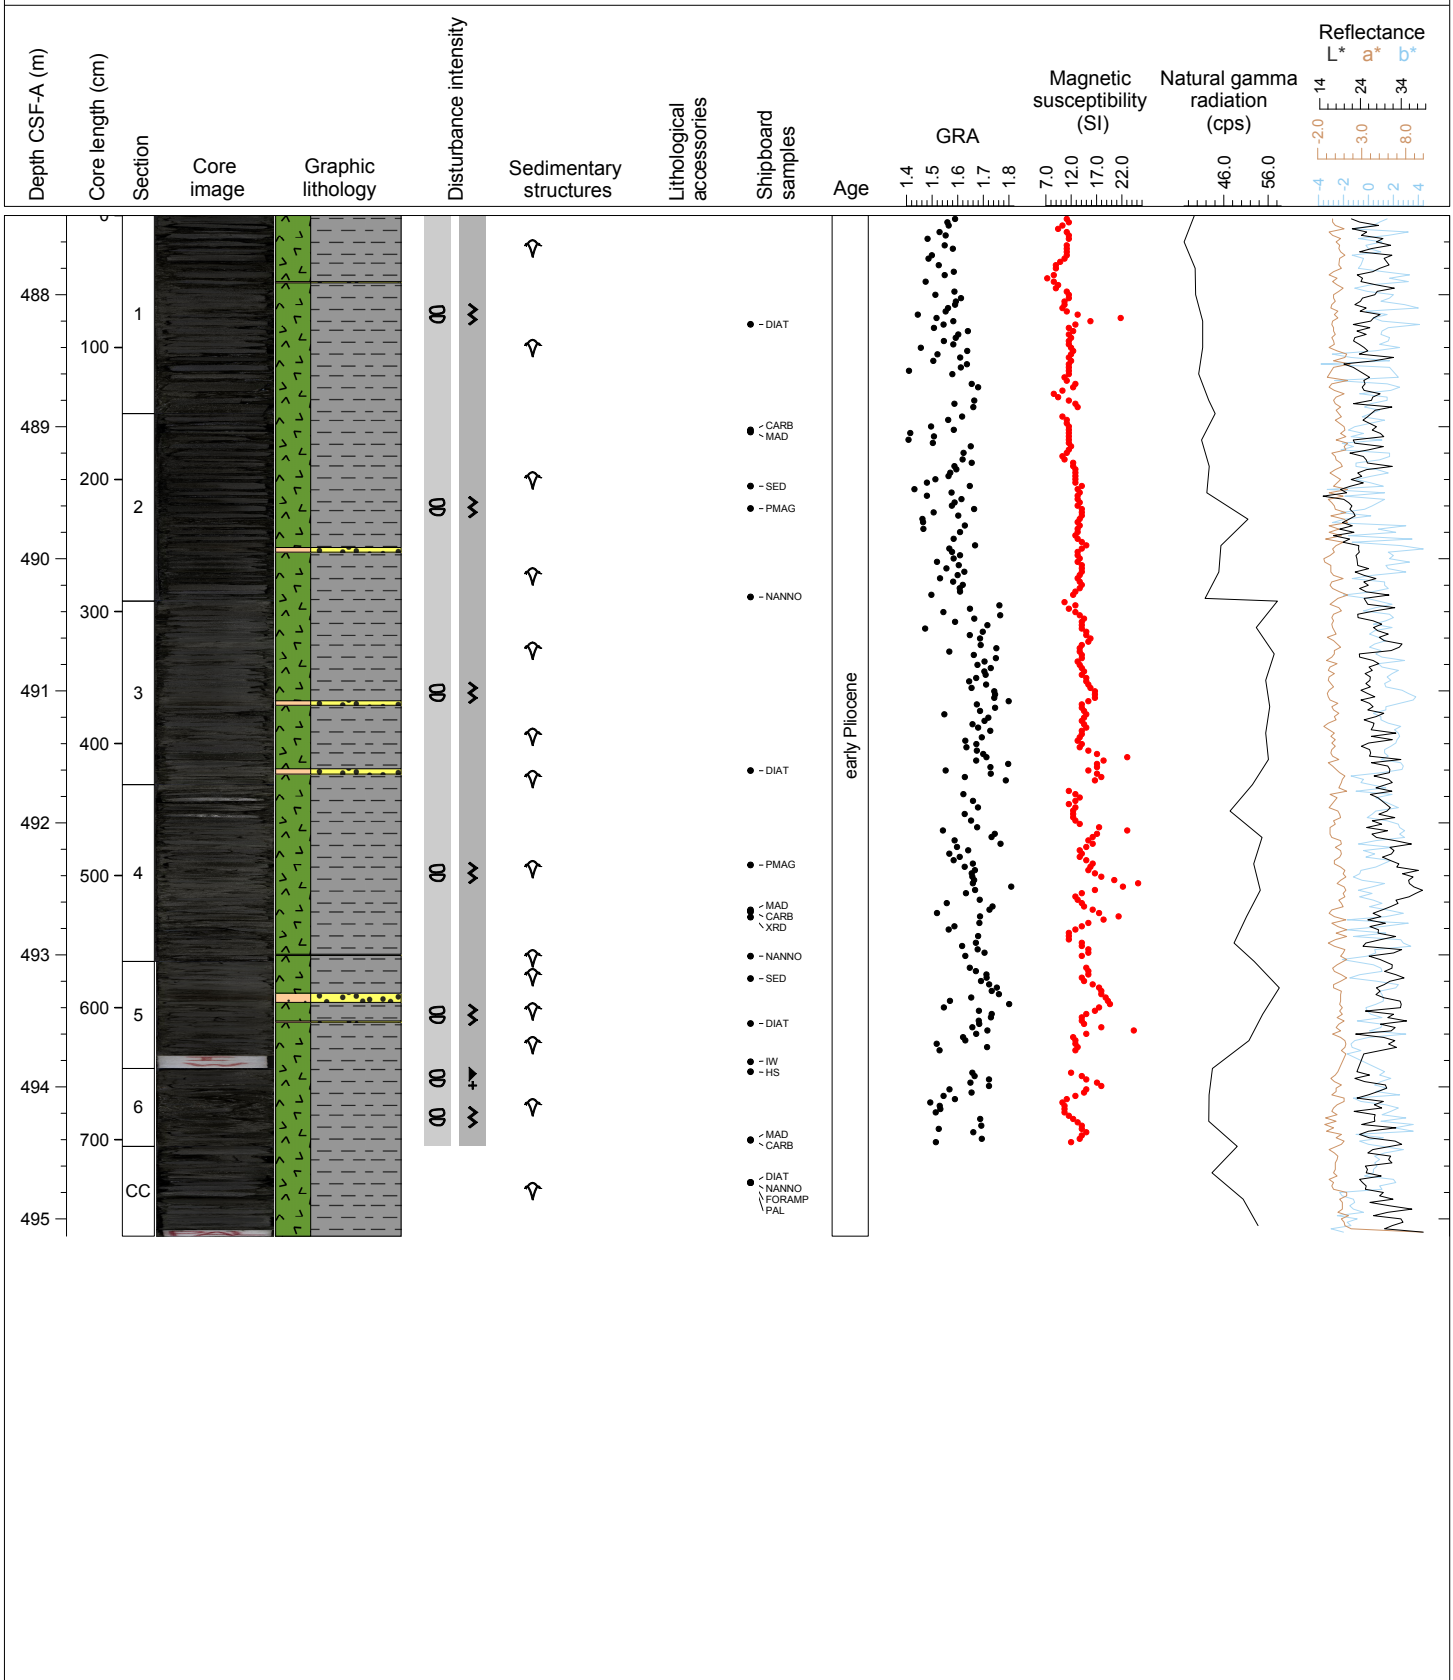 Depth CSF-A (m)
Core length (cm)
Section
Core
image
Graphic
lithology
Disturbance intensity
Sedimentary
structures
Lithological
accessories
Shipboard
samples
Age
GRA
1.4 1.5 1.6 1.7 1.8
Magnetic
susceptibility
(SI)
7.0 12.0 17.0 22.0
Natural gamma
radiation
(cps)
46.0 56.0
Reflectance
L* a* b*
14 24 34
-2.0 3.0 8.0
-4 -2 0 2 4
0
488
1
DIAT
100
489
CARB
MAD
200
SED
2
PMAG
490
NANNO
300
491
3
400
early Pliocene
DIAT
492
PMAG
500
4
MAD
CARB
XRD
493
NANNO
SED
600
5
DIAT
IW
HS
494
6
MAD
700
CARB
DIAT
CC
NANNO
FORAMP
PAL
495